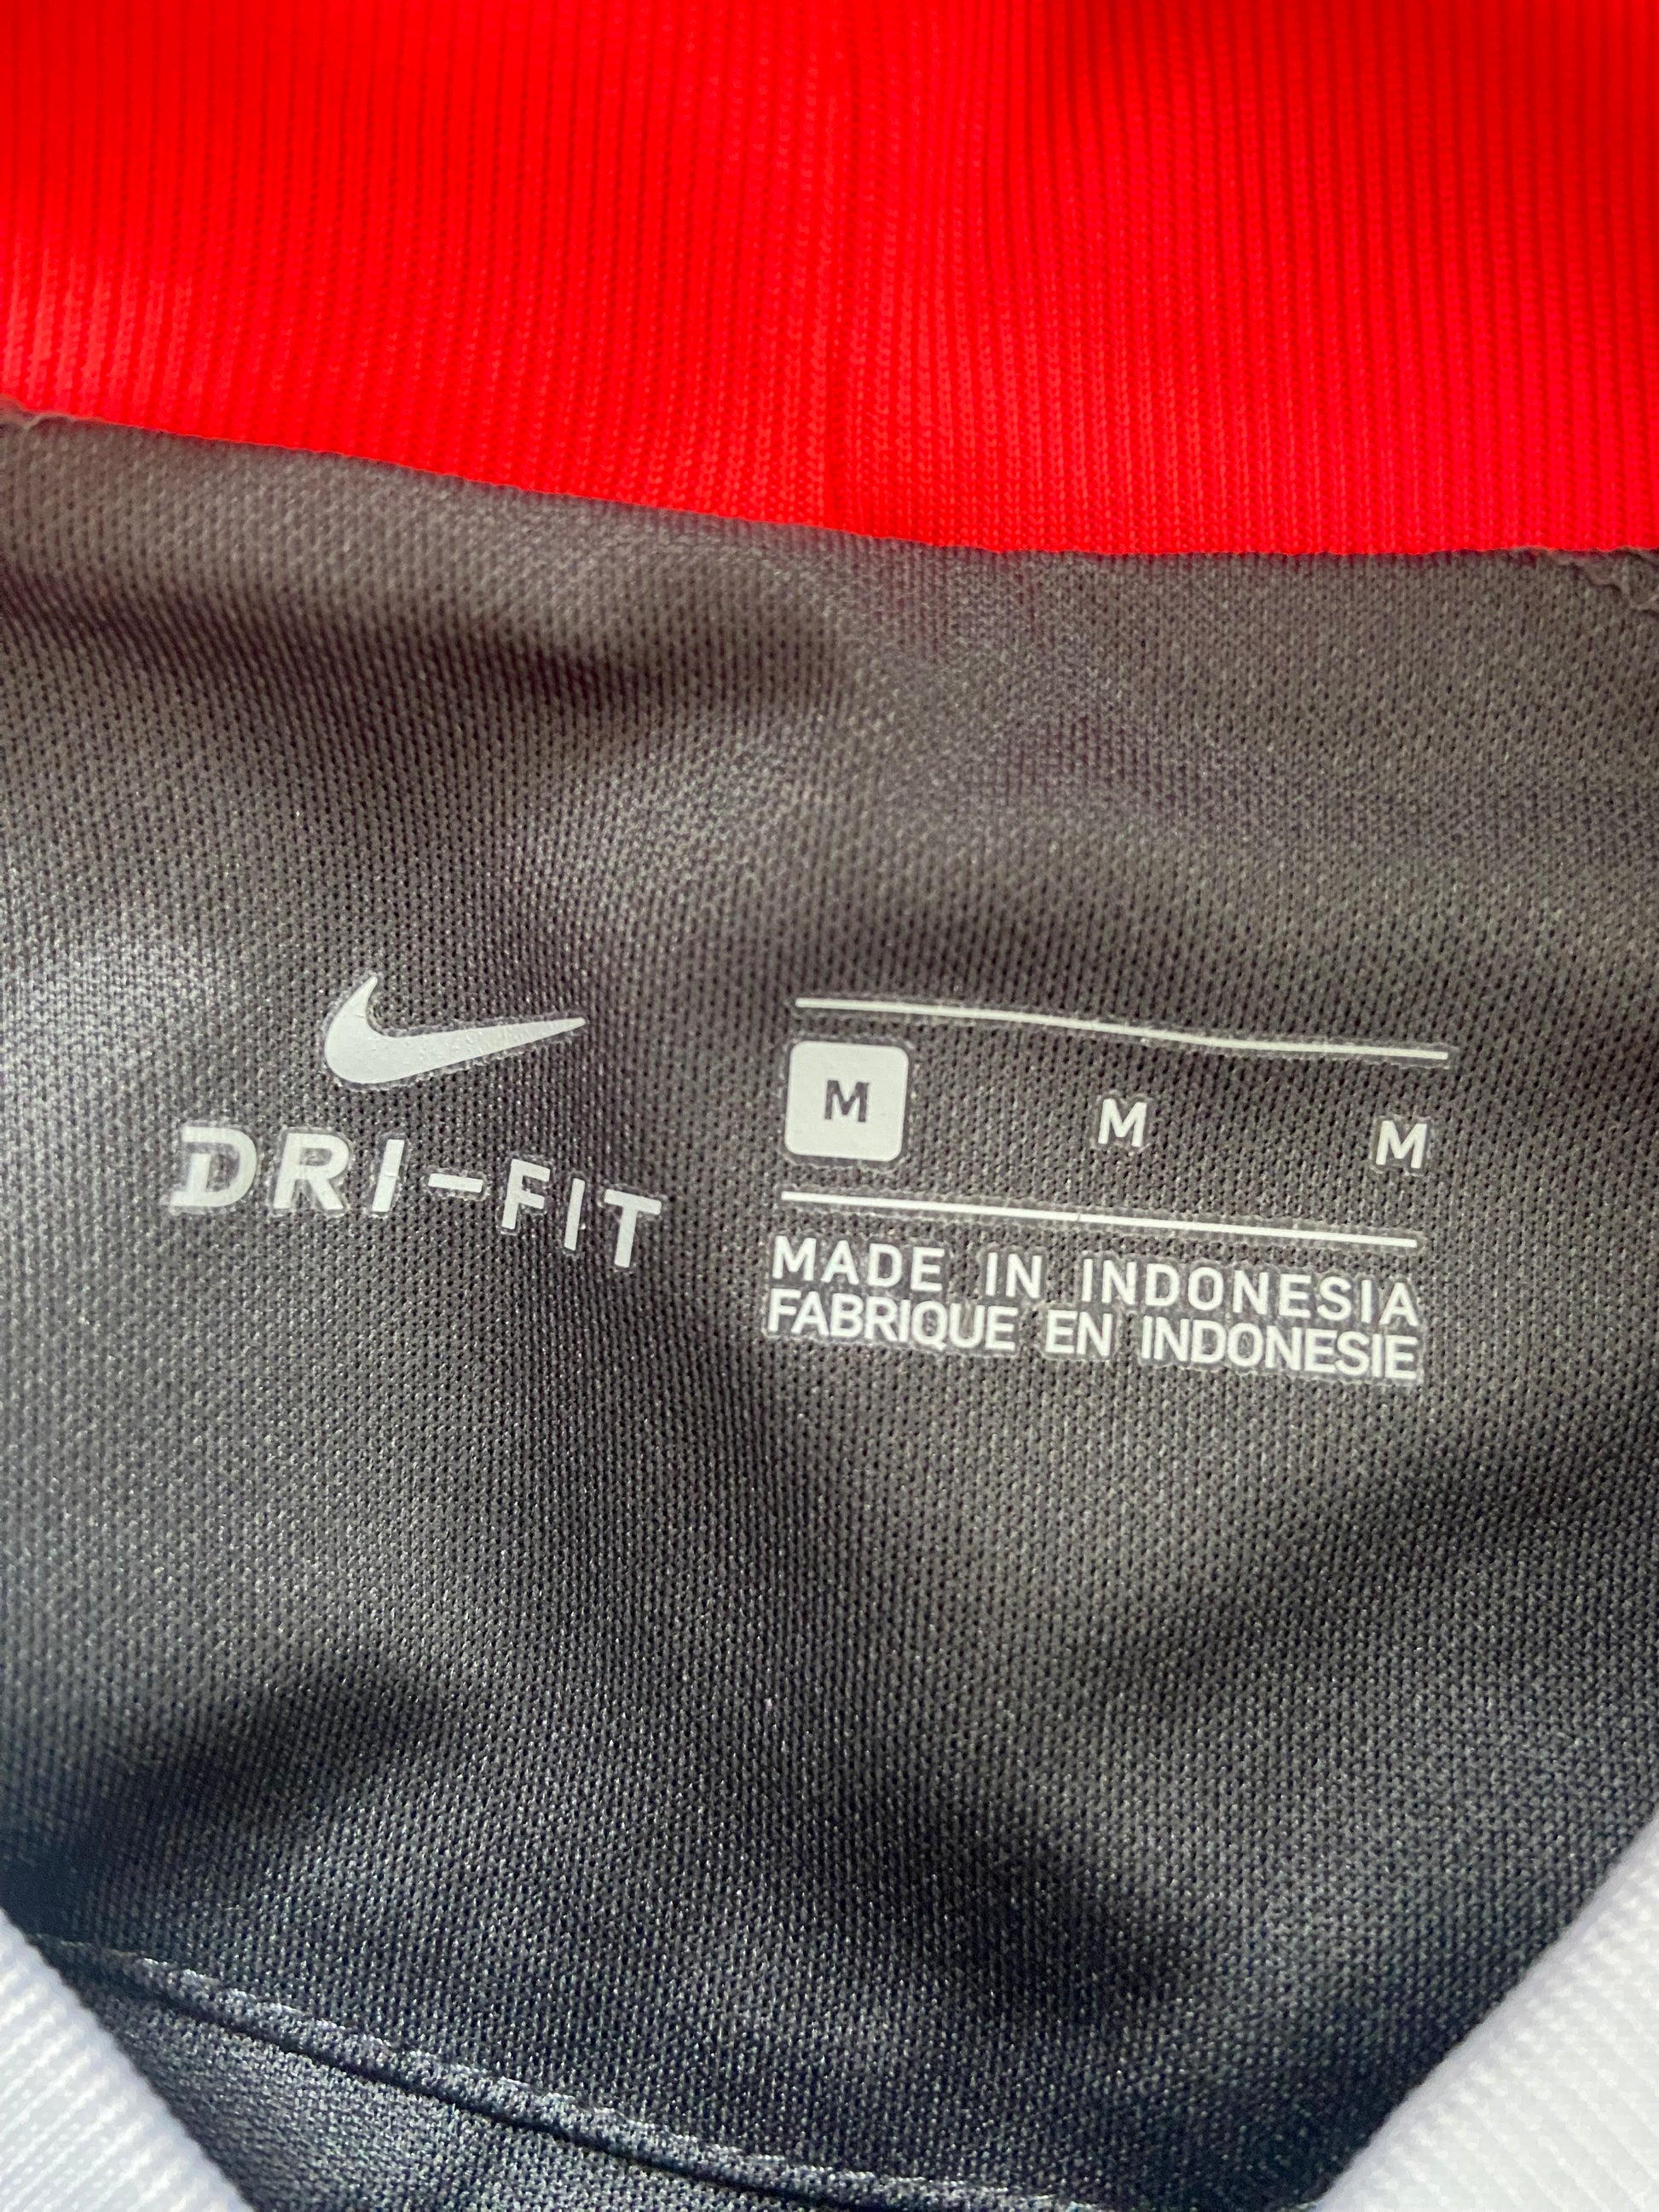 DRI-FIT
M M M
MADE IN INDONESIA
FABRIQUE EN INDONESIE